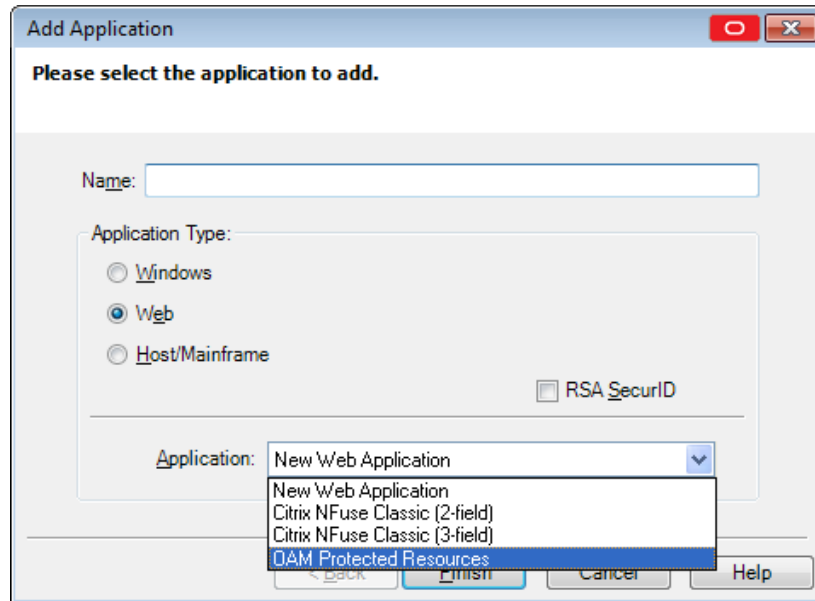 Add Application
Please select the application to add.
Name:
Application Type:
Windows
Web
Host/Mainframe
RSA SecurID
Application: New Web Application
New Web Application
Citrix NFuse Classic (2-field)
Citrix NFuse Classic (3-field)
OAM Protected Resources
< Back Finish Cancel Help